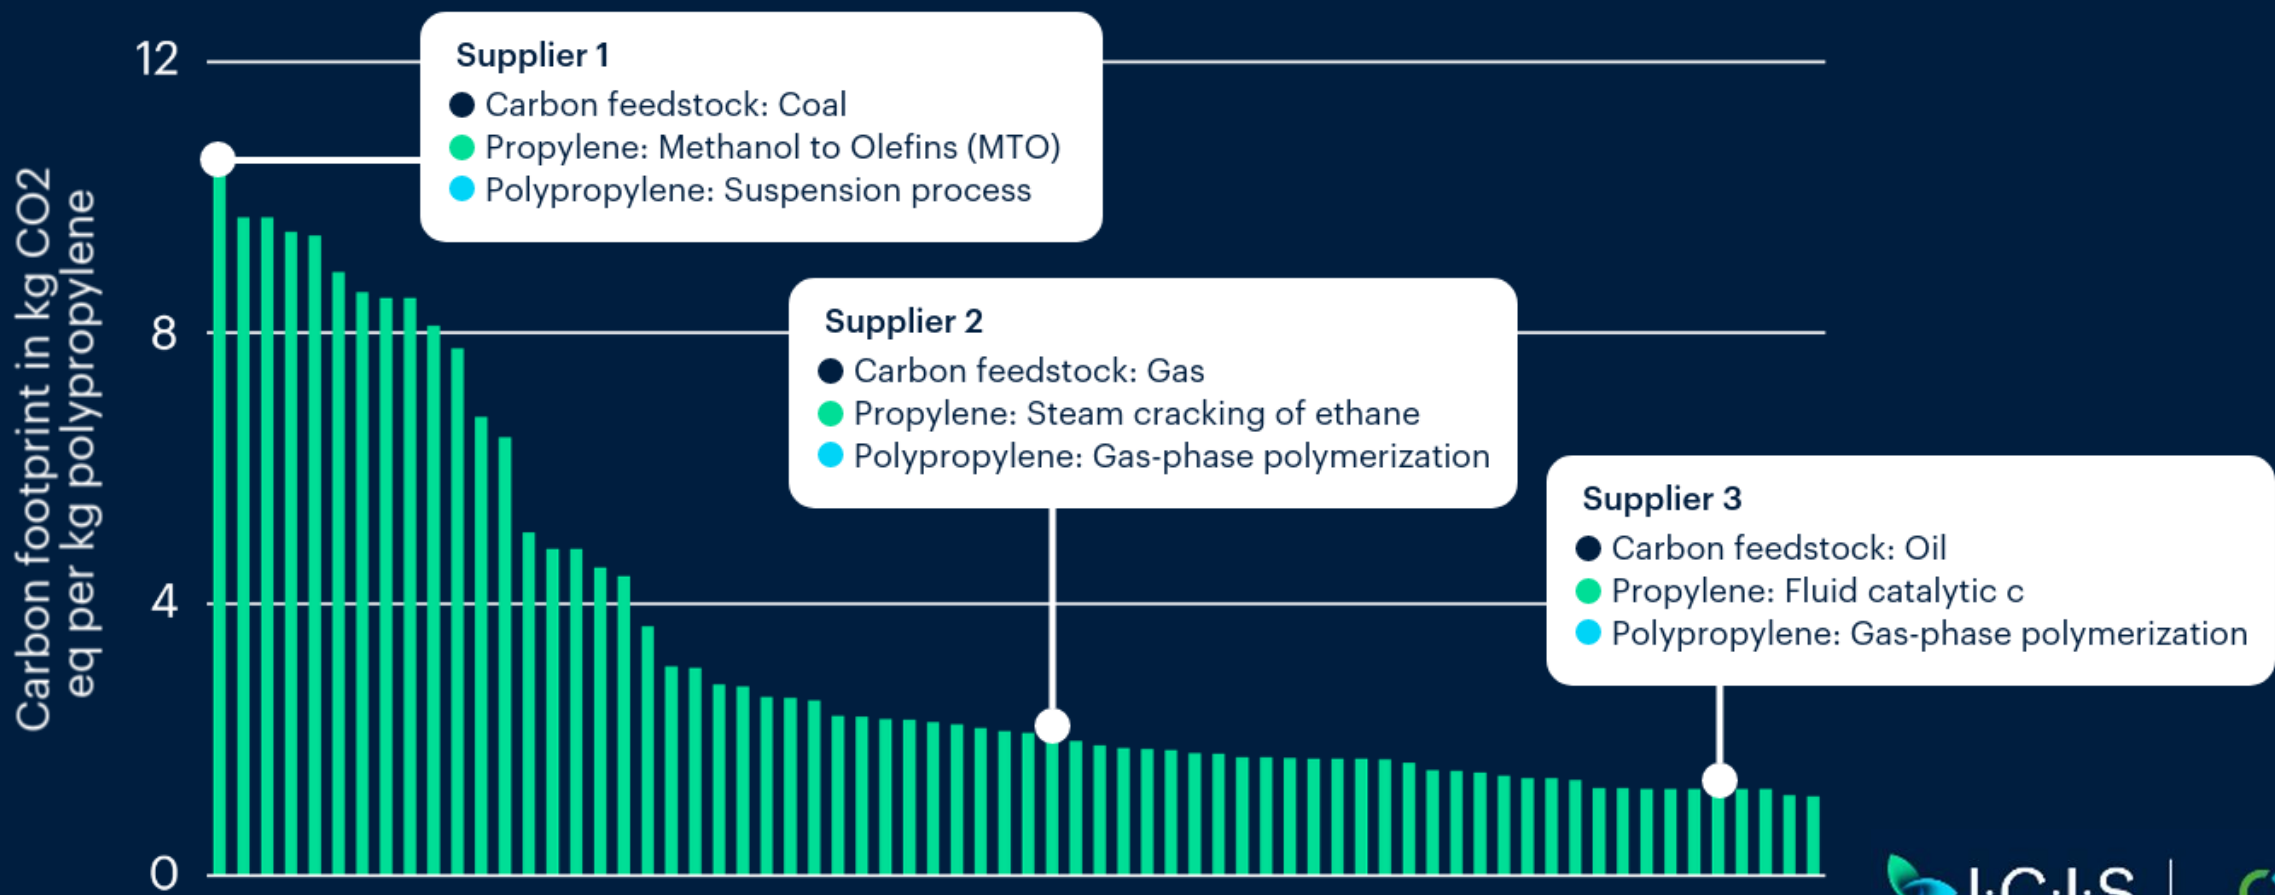 12
8
4
0
Carbon footprint in kg CO2
eq per kg polypropylene
Supplier 1
Carbon feedstock: Coal
Propylene: Methanol to Olefins (MTO)
Polypropylene: Suspension process
Supplier 2
Carbon feedstock: Gas
Propylene: Steam cracking of ethane
Polypropylene: Gas-phase polymerization
Supplier 3
Carbon feedstock: Oil
Propylene: Fluid catalytic c
Polypropylene: Gas-phase polymerization
I·C·I·S